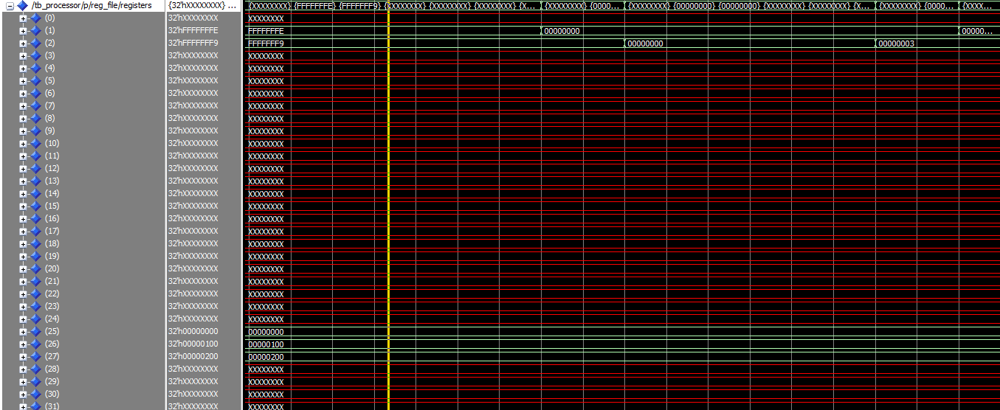 /tb_processor/p/reg_file/registers {32'hXXXXXXXX} ... {XXXXXXXX} {FFFFFFFE} {FFFFFFF9} {XXXXXXXX} {XXXXXXXX} {XXXXXXXX} {X... {XXXXXXXX} {0000... {XXXXXXXX} {00000000} {00000000} {XXXXXXXX} {XXXXXXXX} {X... {XXXXXXXX} {0000... {XXXX...
(0) 32'hXXXXXXXX XXXXXXXX
(1) 32'hFFFFFFFE FFFFFFFE 00000000 00000...
(2) 32'hFFFFFFF9 FFFFFFF9 00000000 00000003
(3) 32'hXXXXXXXX XXXXXXXX
(4) 32'hXXXXXXXX XXXXXXXX
(5) 32'hXXXXXXXX XXXXXXXX
(6) 32'hXXXXXXXX XXXXXXXX
(7) 32'hXXXXXXXX XXXXXXXX
(8) 32'hXXXXXXXX XXXXXXXX
(9) 32'hXXXXXXXX XXXXXXXX
(10) 32'hXXXXXXXX XXXXXXXX
(11) 32'hXXXXXXXX XXXXXXXX
(12) 32'hXXXXXXXX XXXXXXXX
(13) 32'hXXXXXXXX XXXXXXXX
(14) 32'hXXXXXXXX XXXXXXXX
(15) 32'hXXXXXXXX XXXXXXXX
(16) 32'hXXXXXXXX XXXXXXXX
(17) 32'hXXXXXXXX XXXXXXXX
(18) 32'hXXXXXXXX XXXXXXXX
(19) 32'hXXXXXXXX XXXXXXXX
(20) 32'hXXXXXXXX XXXXXXXX
(21) 32'hXXXXXXXX XXXXXXXX
(22) 32'hXXXXXXXX XXXXXXXX
(23) 32'hXXXXXXXX XXXXXXXX
(24) 32'hXXXXXXXX XXXXXXXX
(25) 32'h00000000 00000000
(26) 32'h00000100 00000100
(27) 32'h00000200 00000200
(28) 32'hXXXXXXXX XXXXXXXX
(29) 32'hXXXXXXXX XXXXXXXX
(30) 32'hXXXXXXXX XXXXXXXX
(31) 32'hXXXXXXXX XXXXXXXX